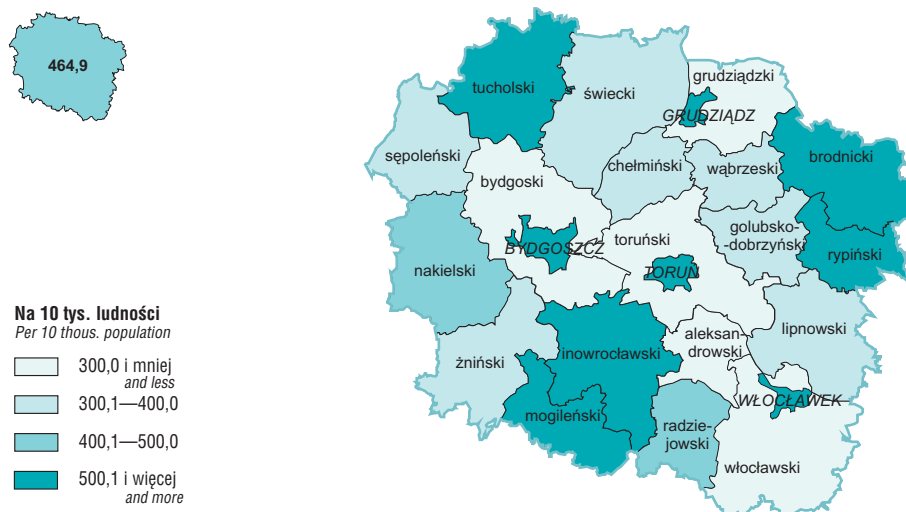 464,9
tucholski
świecki
grudziądzki
GRUDZIĄDZ
sępoleński
bydgoski
chełmiński
wąbrzeski
brodnicki
BYDGOSZCZ
toruński
golubsko-
-dobrzyński
rypiński
nakielski
TORUŃ
Na 10 tys. ludności
Per 10 thous. population
300,0 i mniej
and less
300,1—400,0
400,1—500,0
500,1 i więcej
and more
żniński
inowrocławski
aleksan-
drowski
lipnowski
mogileński
radzie-
jowski
WŁOCŁAWEK
włocławski